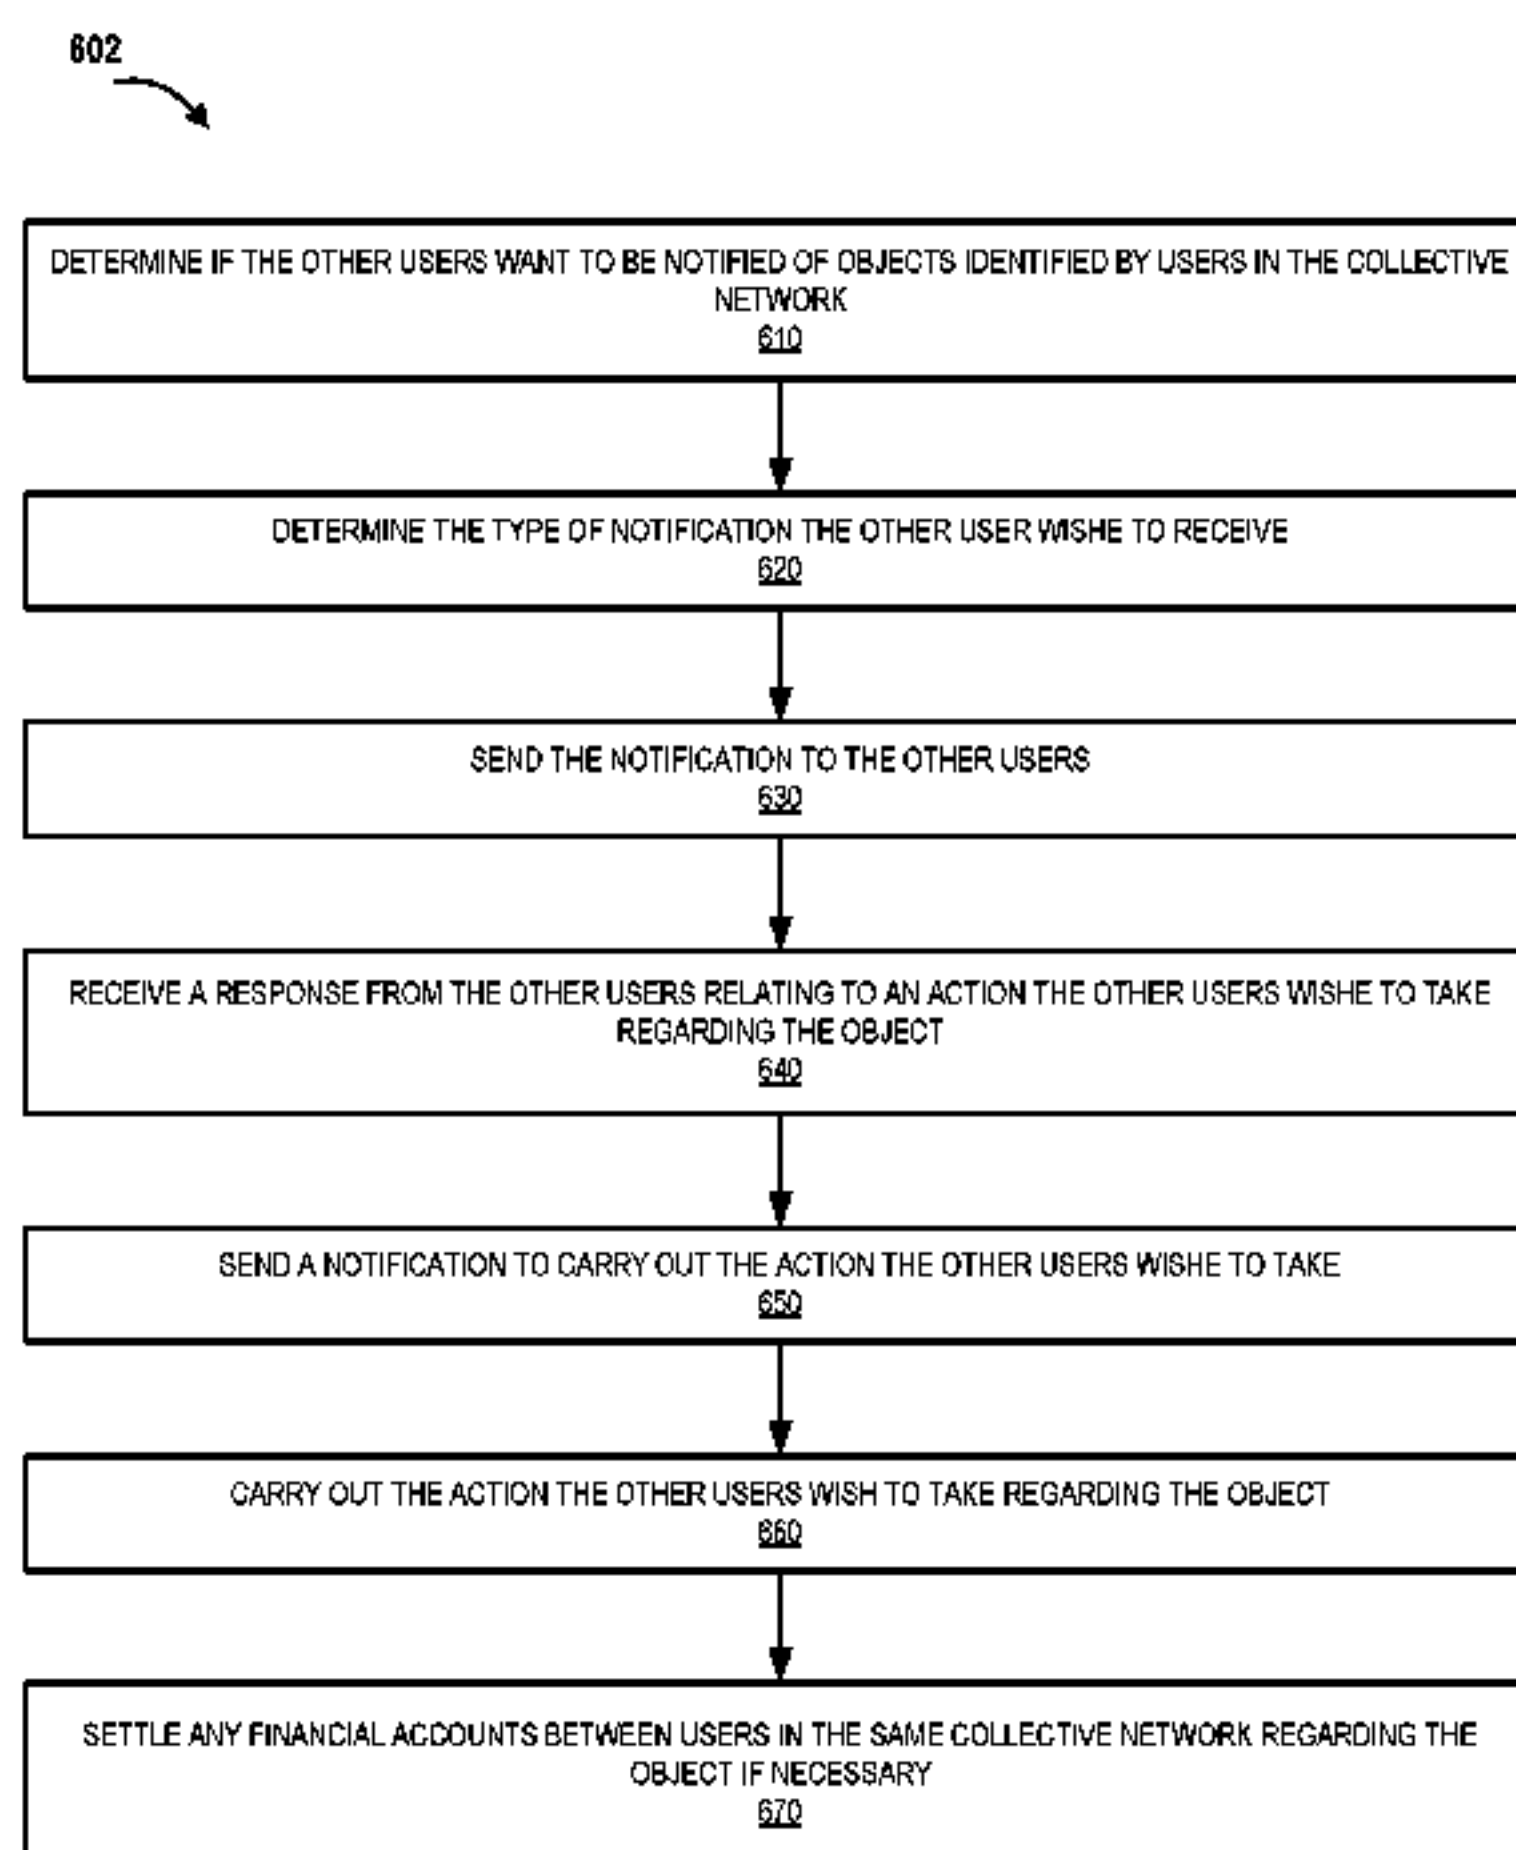 602
DETERMINE IF THE OTHER USERS WANT TO BE NOTIFIED OF OBJECTS IDENTIFIED BY USERS IN THE COLLECTIVE
NETWORK
610
DETERMINE THE TYPE OF NOTIFICATION THE OTHER USER WISHE TO RECEIVE
620
SEND THE NOTIFICATION TO THE OTHER USERS
630
RECEIVE A RESPONSE FROM THE OTHER USERS RELATING TO AN ACTION THE OTHER USERS WISHE TO TAKE
REGARDING THE OBJECT
640
SEND A NOTIFICATION TO CARRY OUT THE ACTION THE OTHER USERS WISHE TO TAKE
650
CARRY OUT THE ACTION THE OTHER USERS WISH TO TAKE REGARDING THE OBJECT
660
SETTLE ANY FINANCIAL ACCOUNTS BETWEEN USERS IN THE SAME COLLECTIVE NETWORK REGARDING THE
OBJECT IF NECESSARY
670